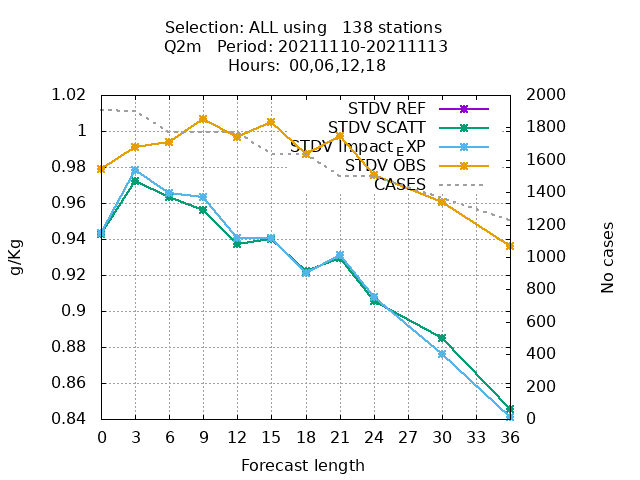 Selection: ALL using   138 stations
Q2m   Period: 20211110-20211113
Hours:  00,06,12,18
STDV REF
STDV SCATT
STDV Impact_EXP
STDV OBS
CASES
1.02
1
0.98
0.96
0.94
0.92
0.9
0.88
0.86
0.84
g/Kg
2000
1800
1600
1400
1200
1000
800
600
400
200
0
No cases
0 3 6 9 12 15 18 21 24 27 30 33 36
Forecast length